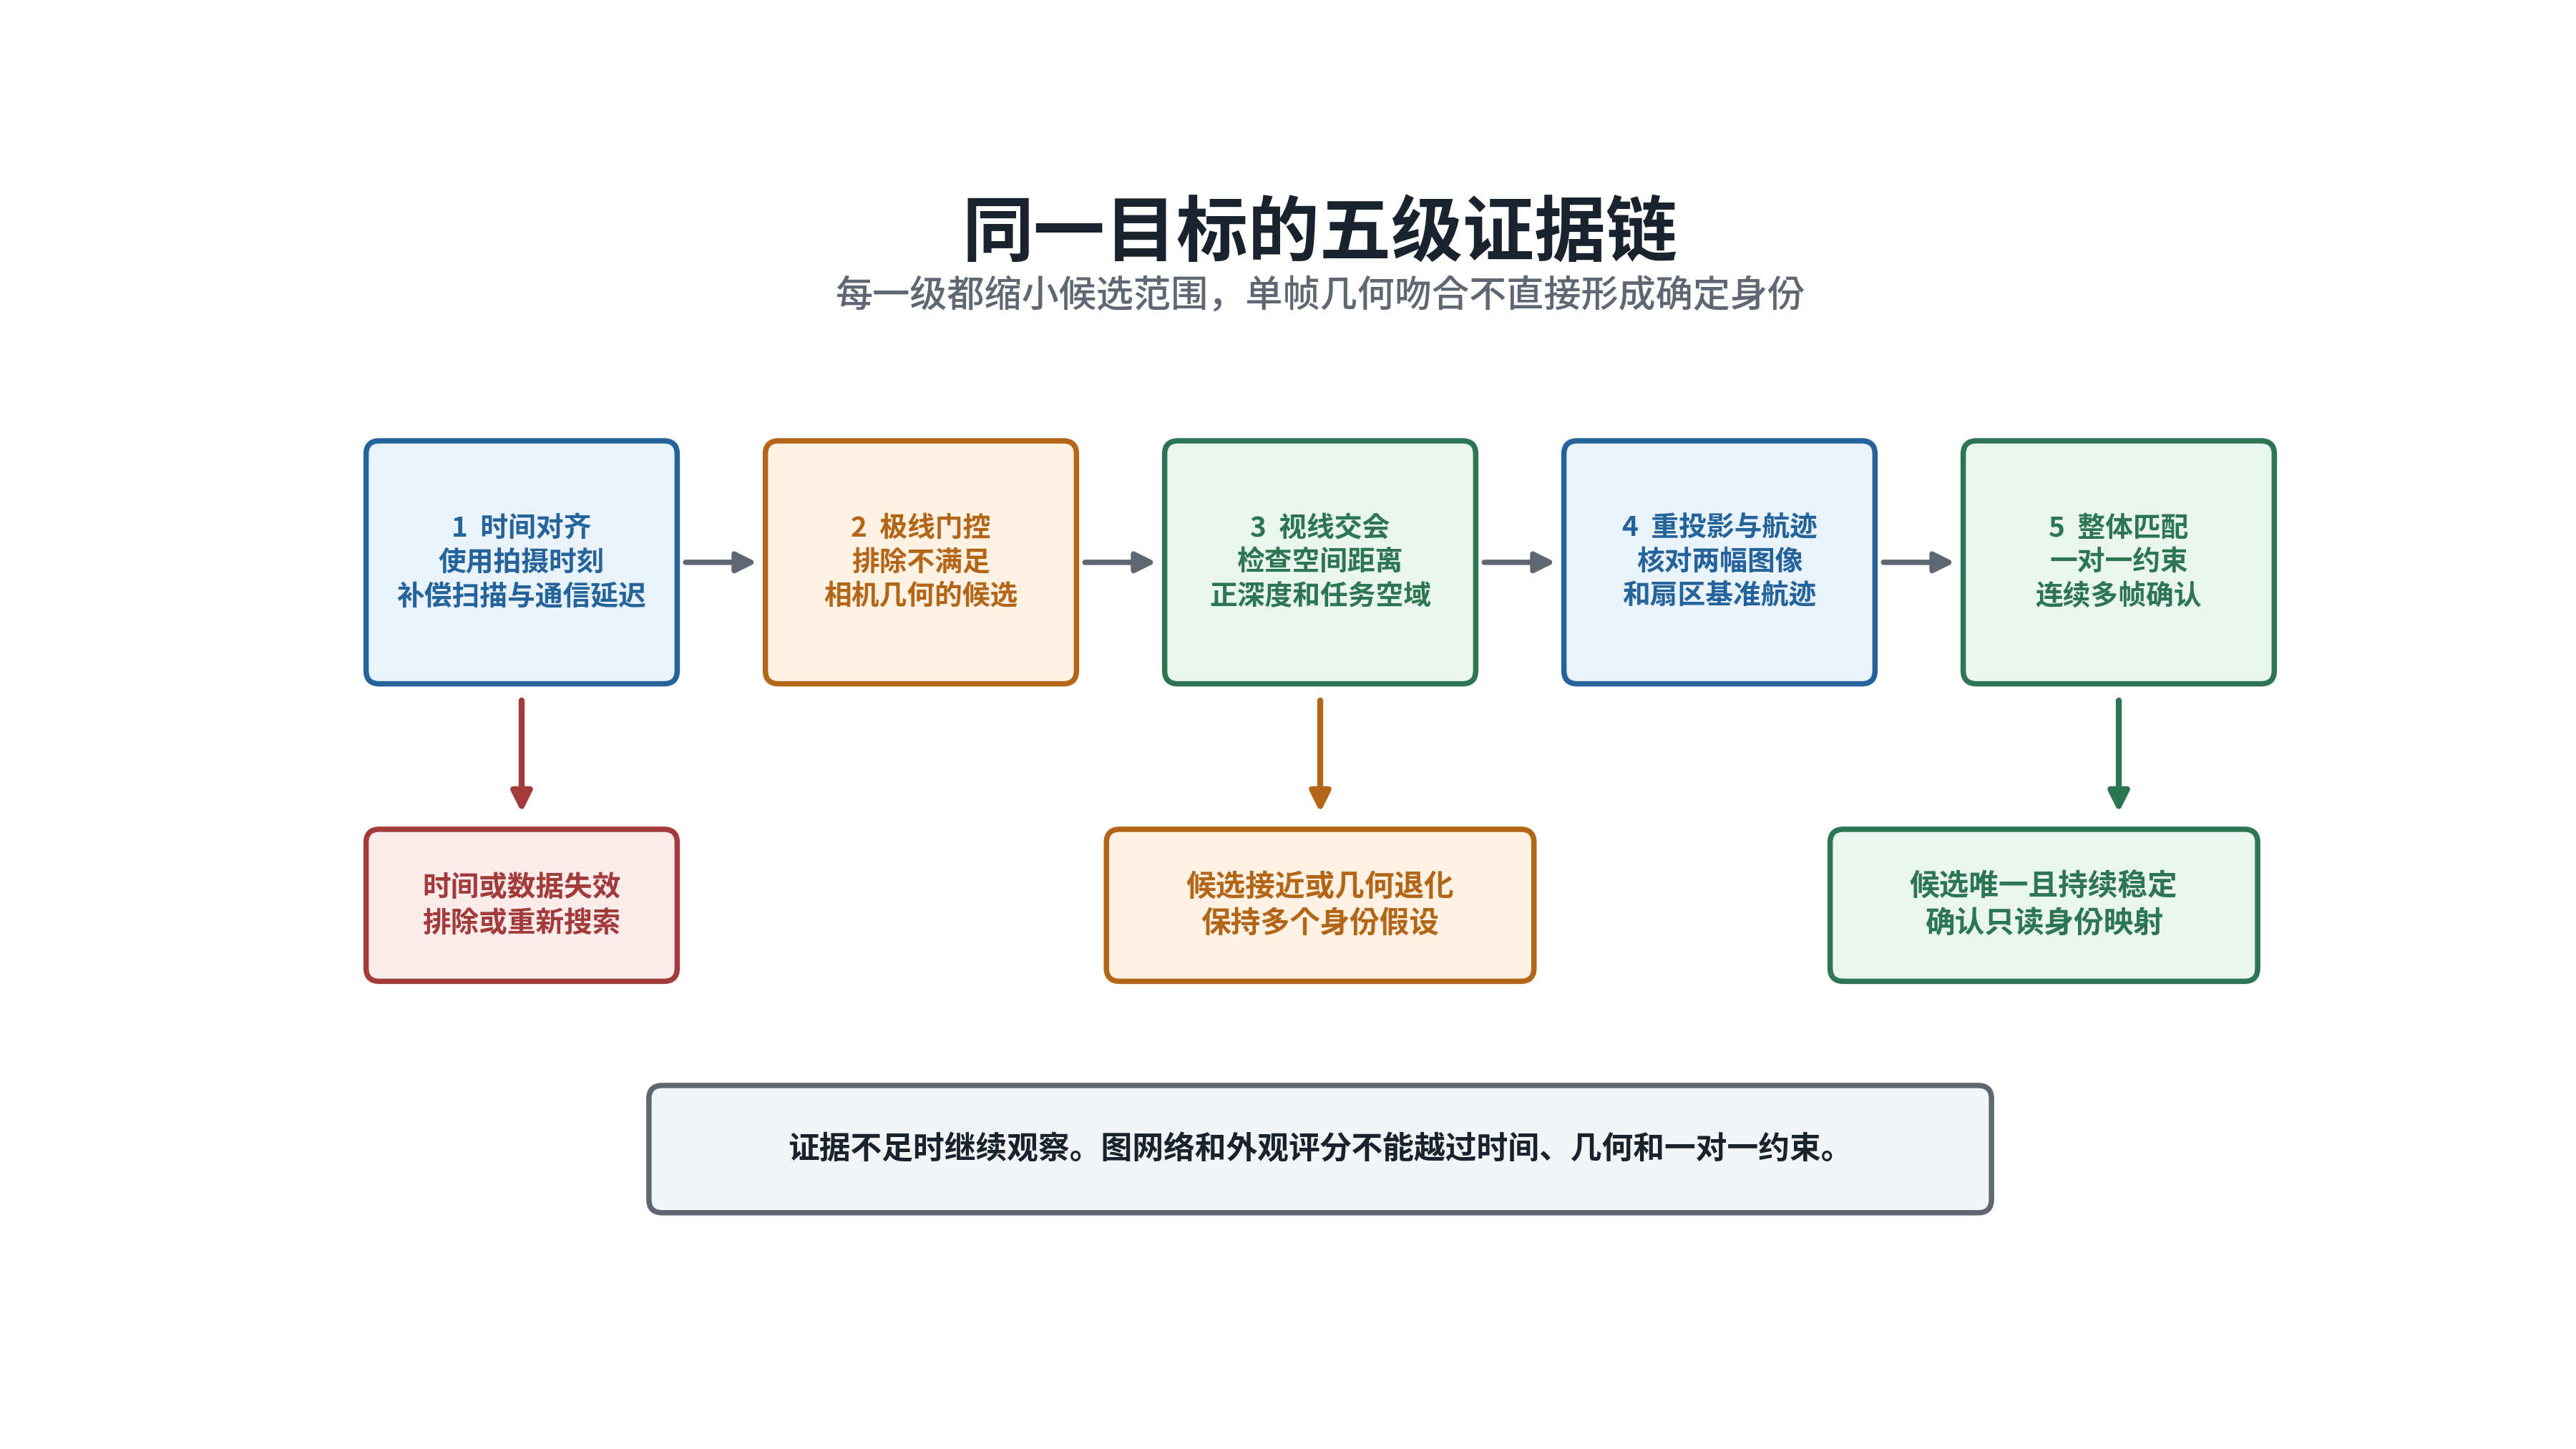 同一目标的五级证据链
每一级都缩小候选范围，单帧几何吻合不直接形成确定身份
1 时间对齐
使用拍摄时刻
补偿扫描与通信延迟
2 极线门控
排除不满足
相机几何的候选
3 视线交会
检查空间距离
正深度和任务空域
4 重投影与航迹
核对两幅图像
和扇区基准航迹
5 整体匹配
一对一约束
连续多帧确认
时间或数据失效
排除或重新搜索
候选接近或几何退化
保持多个身份假设
候选唯一且持续稳定
确认只读身份映射
证据不足时继续观察。图网络和外观评分不能越过时间、几何和一对一约束。